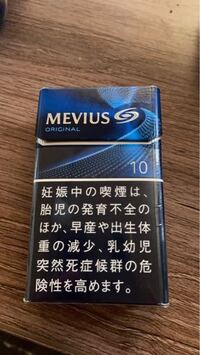 MEVIUS
ORIGINAL
10
妊娠中の喫煙は、
胎児の発育不全の
ほか、早産や出生体
重の減少、乳幼児
突然死症候群の危
険性を高めます。